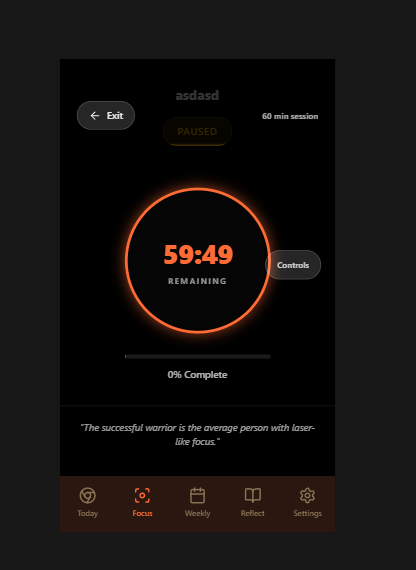 asdasd
Exit
60 min session
PAUSED
59:49
REMAINING
Controls
0% Complete
"The successful warrior is the average person with laser-
like focus."
Today
Focus
Weekly
Reflect
Settings